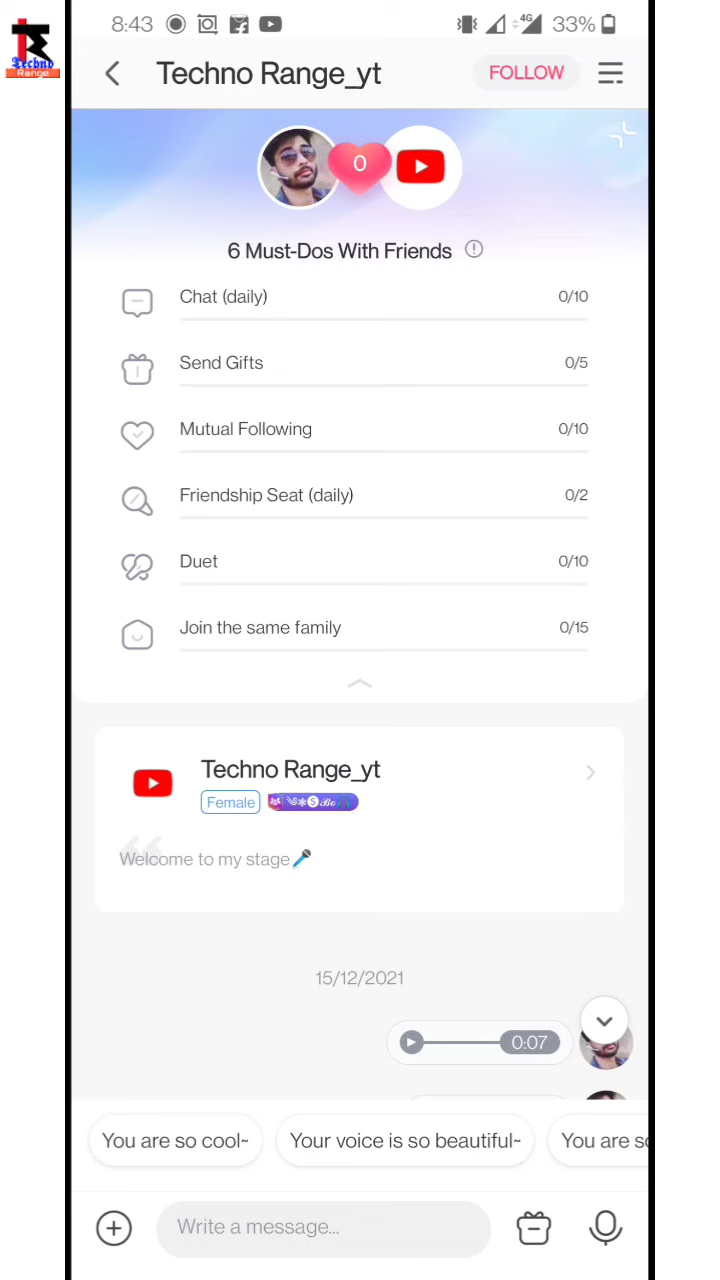 8:43
4G
33%
Techno
Range
Techno Range_yt
FOLLOW
0
6 Must-Dos With Friends
Chat (daily)
0/10
Send Gifts
0/5
Mutual Following
0/10
Friendship Seat (daily)
0/2
Duet
0/10
Join the same family
0/15
Techno Range_yt
Female
Welcome to my stage🎤
15/12/2021
0:07
You are so cool~
Your voice is so beautiful~
You are so
Write a message...